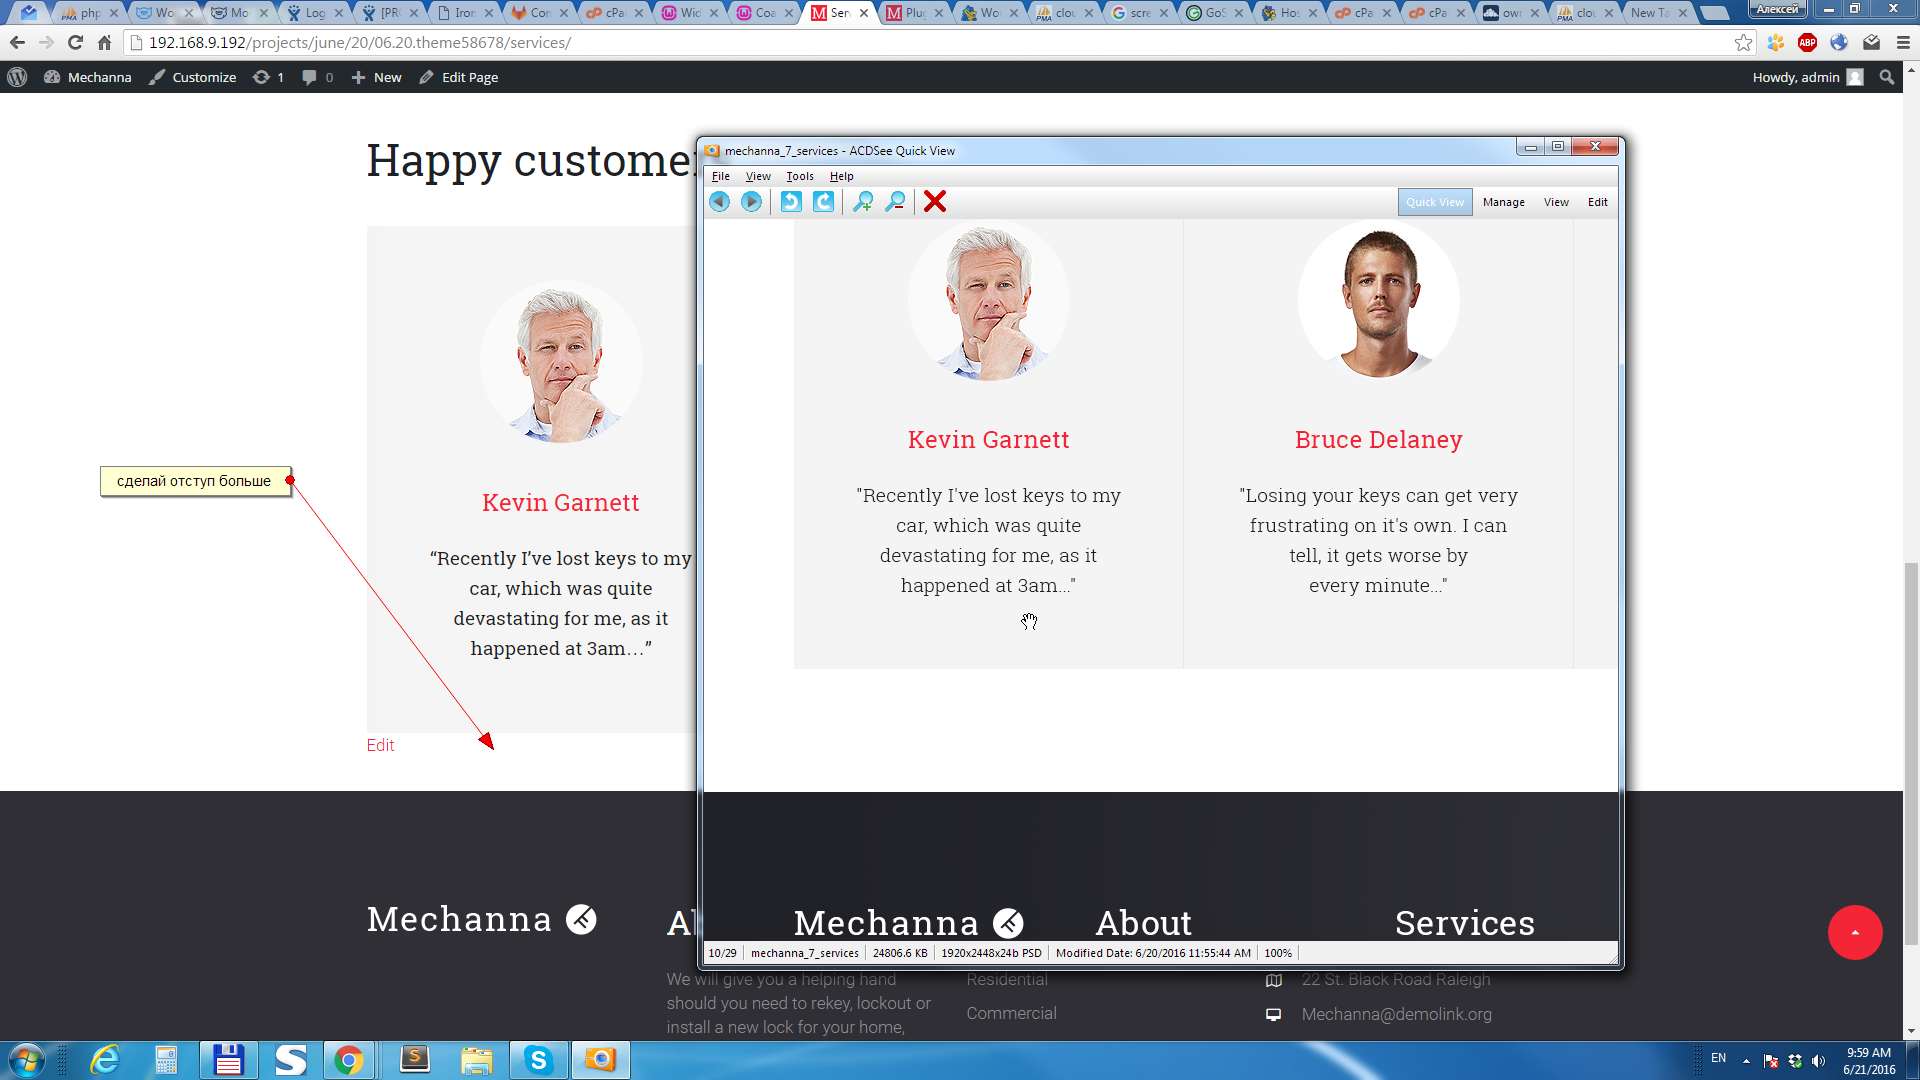 php
Wo
Mo
Log
[PR
Iron
Con
cPa
Wid
Coa
Ser
Plug
Wo
clou
scre
GoS
Hos
cPa
cPa
own
clou
New Ta
Алексей
192.168.9.192/projects/june/20/06.20.theme58678/services/
Mechanna
Customize
1
0
New
Edit Page
Howdy, admin
Happy customer
mechanna_7_services - ACDSee Quick View
File View Tools Help
Quick View Manage View Edit
сделай отступ больше
Kevin Garnett
“Recently I’ve lost keys to my
car, which was quite
devastating for me, as it
happened at 3am…”
Edit
Kevin Garnett
"Recently I've lost keys to my
car, which was quite
devastating for me, as it
happened at 3am..."
Bruce Delaney
"Losing your keys can get very
frustrating on it's own. I can
tell, it gets worse by
every minute..."
Mechanna
Al
Mechanna
About
Services
10/29 mechanna_7_services 24806.6 KB 1920x2448x24b PSD Modified Date: 6/20/2016 11:55:44 AM 100%
We will give you a helping hand
should you need to rekey, lockout or
install a new lock for your home,
Residential
Commercial
22 St. Black Road Raleigh
Mechanna@demolink.org
EN
9:59 AM
6/21/2016